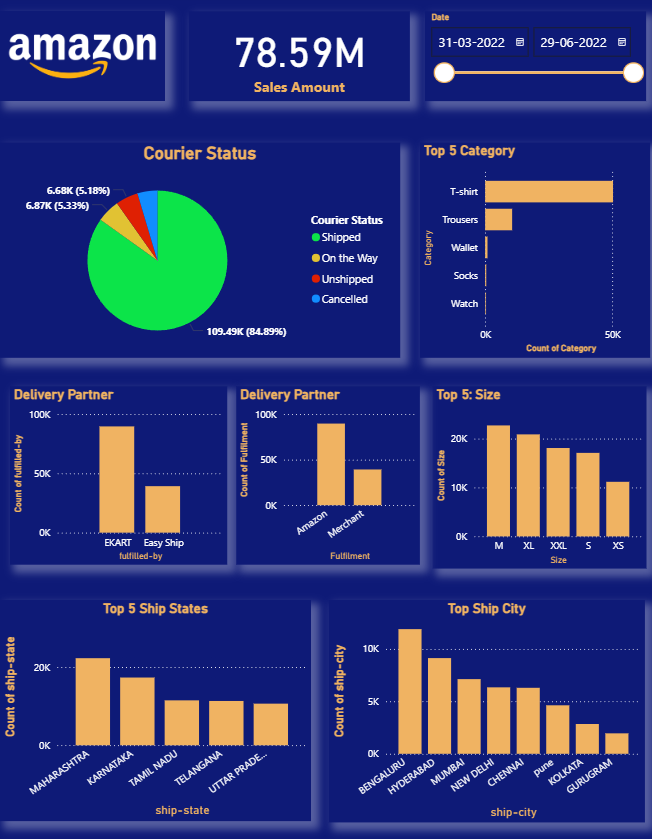 amazon
78.59M
Sales Amount
Date
31-03-2022
29-06-2022
Courier Status
6.68K (5.18%)
6.87K (5.33%)
109.49K (84.89%)
Courier Status
Shipped
On the Way
Unshipped
Cancelled
Top 5 Category
Category
T-shirt
Trousers
Wallet
Socks
Watch
0K
50K
Count of Category
Delivery Partner
Count of fulfilled-by
100K
50K
0K
EKART
Easy Ship
fulfilled-by
Delivery Partner
Count of Fulfilment
100K
50K
0K
Amazon
Merchant
Fulfilment
Top 5: Size
Count of Size
20K
10K
0K
M
XL
XXL
S
XS
Size
Top 5 Ship States
Count of ship-state
20K
0K
MAHARASHTRA
KARNATAKA
TAMIL NADU
TELANGANA
UTTAR PRADE...
ship-state
Top Ship City
Count of ship-city
10K
5K
0K
BENGALURU
HYDERABAD
MUMBAI
NEW DELHI
CHENNAI
pune
KOLKATA
GURUGRAM
ship-city